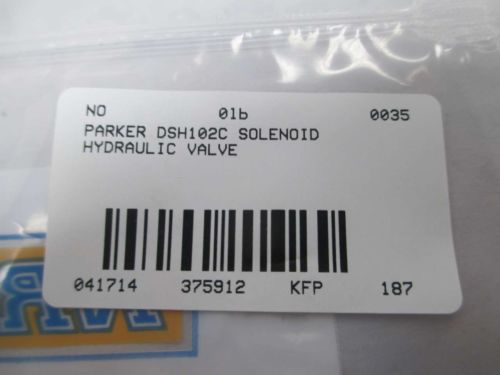 NO 01b 0035
PARKER DSH102C SOLENOID
HYDRAULIC VALVE
041714 375912 KFP 187